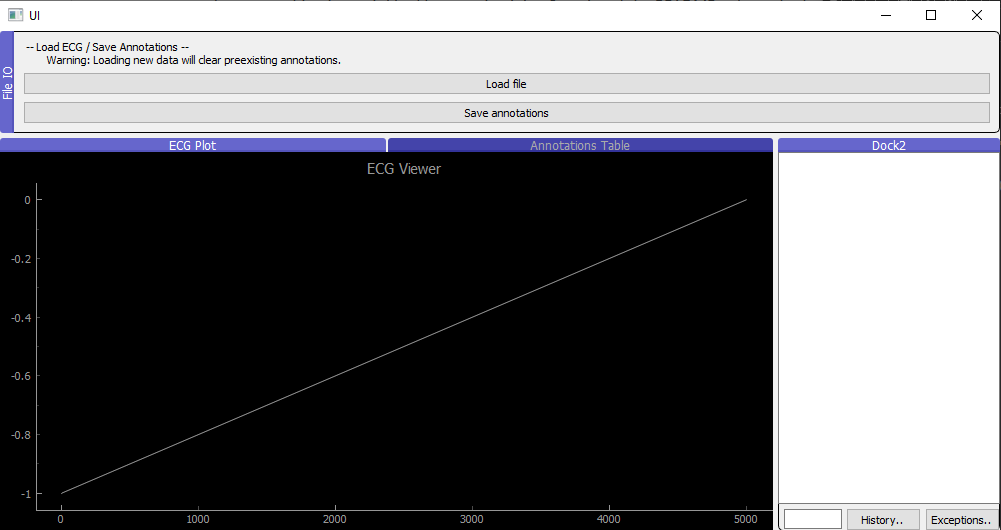 UI
File IO
-- Load ECG / Save Annotations --
Warning: Loading new data will clear preexisting annotations.
Load file
Save annotations
ECG Plot
Annotations Table
Dock2
ECG Viewer
0
-0.2
-0.4
-0.6
-0.8
-1
0 1000 2000 3000 4000 5000
History..
Exceptions..